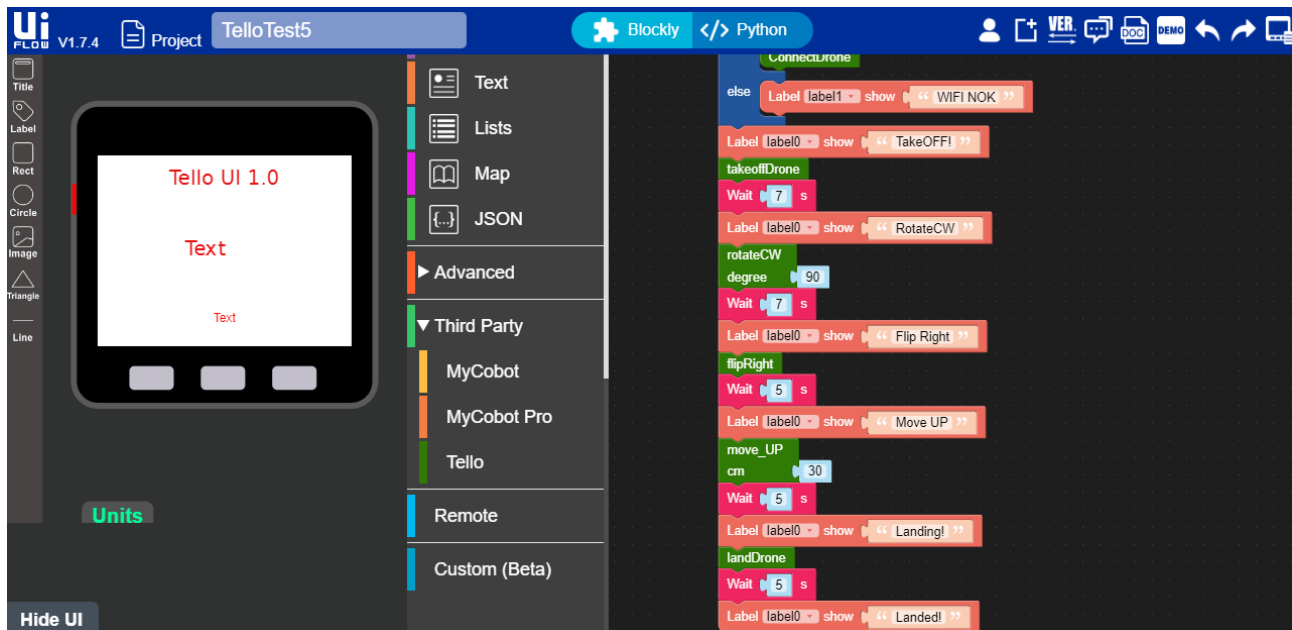 Ui
FLOW V1.7.4 Project TelloTest5 Blockly </> Python VER. DOC DEMO
Title
Label
Rect
Circle
Image
Triangle
Line
Tello UI 1.0
Text
Text
Units
Hide UI
Text
Lists
Map
{...} JSON
Advanced
Third Party
MyCobot
MyCobot Pro
Tello
Remote
Custom (Beta)
ConnectDrone
else Label label1 show “ WIFI NOK ”
Label label0 show “ TakeOFF! ”
takeoffDrone
Wait 7 s
Label label0 show “ RotateCW ”
rotateCW
degree 90
Wait 7 s
Label label0 show “ Flip Right ”
flipRight
Wait 5 s
Label label0 show “ Move UP ”
move_UP
cm 30
Wait 5 s
Label label0 show “ Landing! ”
landDrone
Wait 5 s
Label label0 show “ Landed! ”